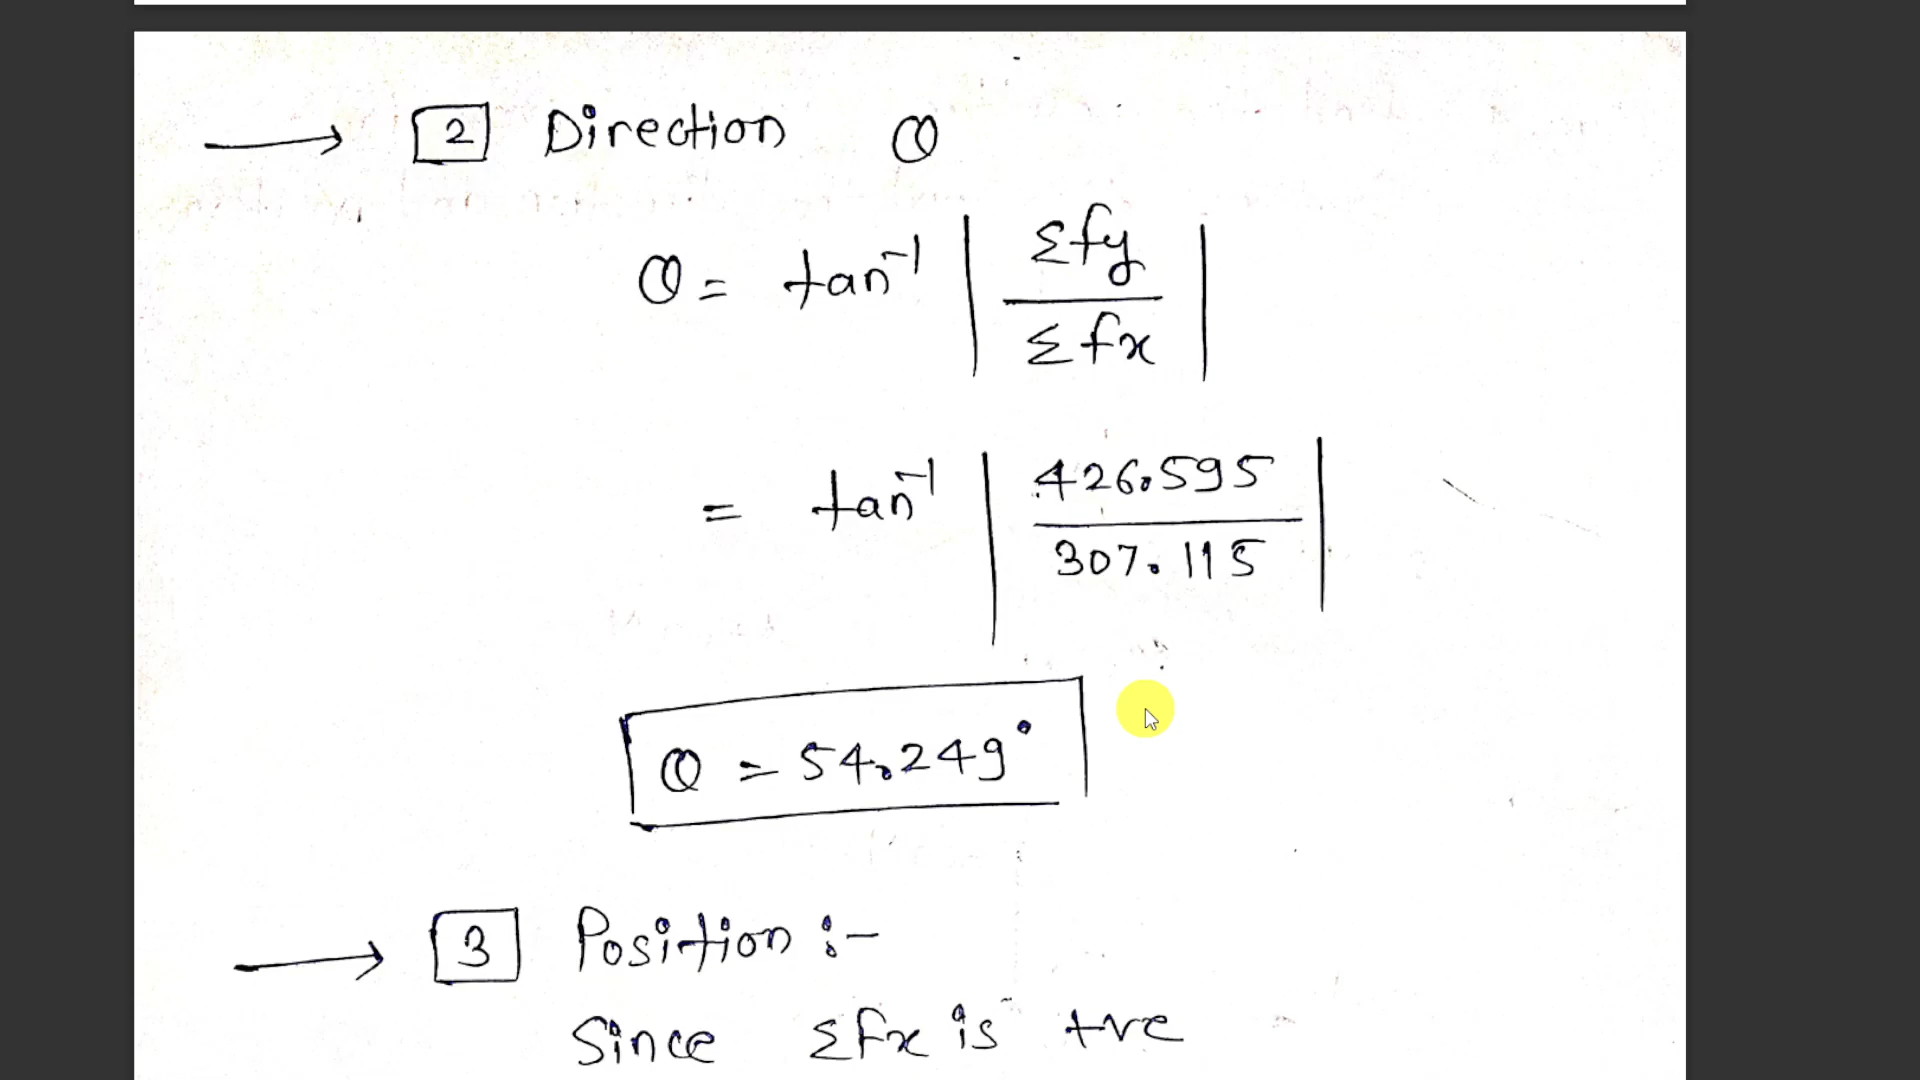 → [2] Direction θ
θ = tan⁻¹ | Σfy / Σfx |
= tan⁻¹ | 426.595 / 307.115 |
θ = 54.249°
→ [3] Position :-
Since Σfx is +ve